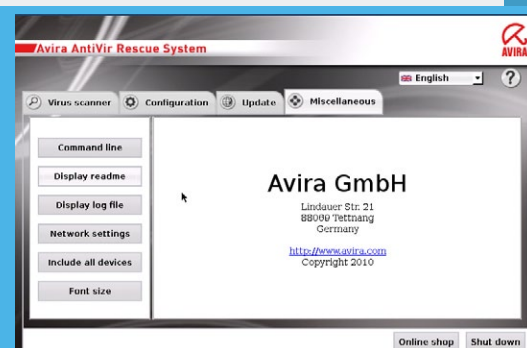 Avira AntiVir Rescue System
AVIRA
English
?
Virus scanner Configuration Update Miscellaneous
Command line
Display readme
Display log file
Network settings
Include all devices
Font size
Avira GmbH
Lindauer Str. 21
88069 Tettnang
Germany
http://www.avira.com
Copyright 2010
Online shop Shut down